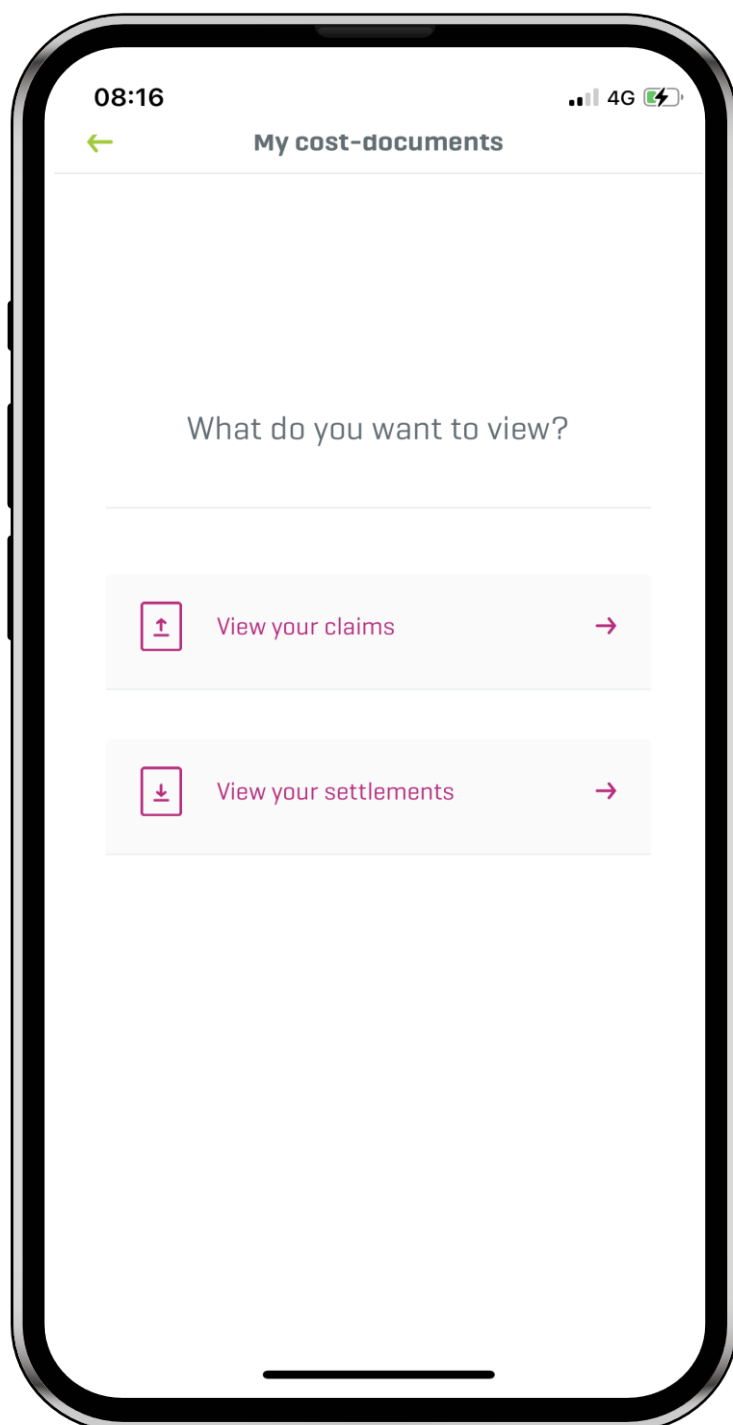 08:16 4G
My cost-documents
What do you want to view?
View your claims
View your settlements